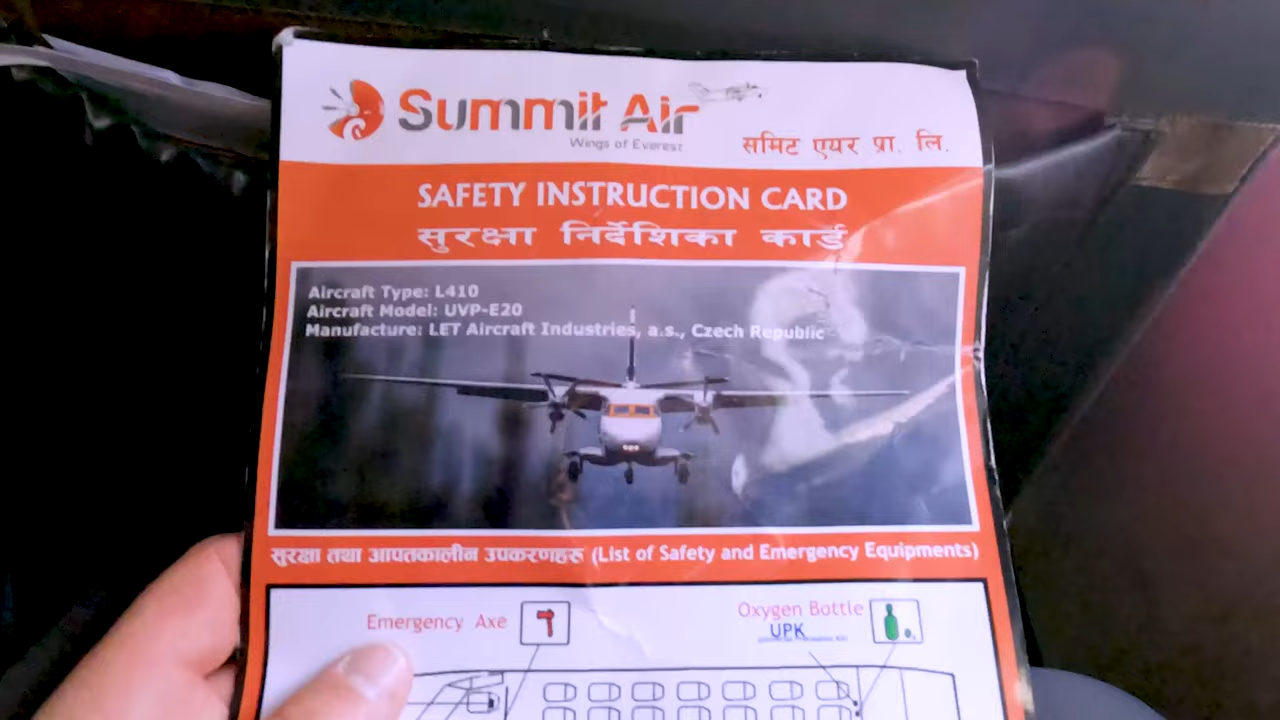 Summit Air
Wings of Everest
समिट एयर प्रा. लि.
SAFETY INSTRUCTION CARD
सुरक्षा निर्देशिका कार्ड
Aircraft Type: L410
Aircraft Model: UVP-E20
Manufacture: LET Aircraft Industries, a.s., Czech Republic
सुरक्षा तथा आपतकालीन उपकरणहरू (List of Safety and Emergency Equipments)
Emergency Axe
Oxygen Bottle
UPK